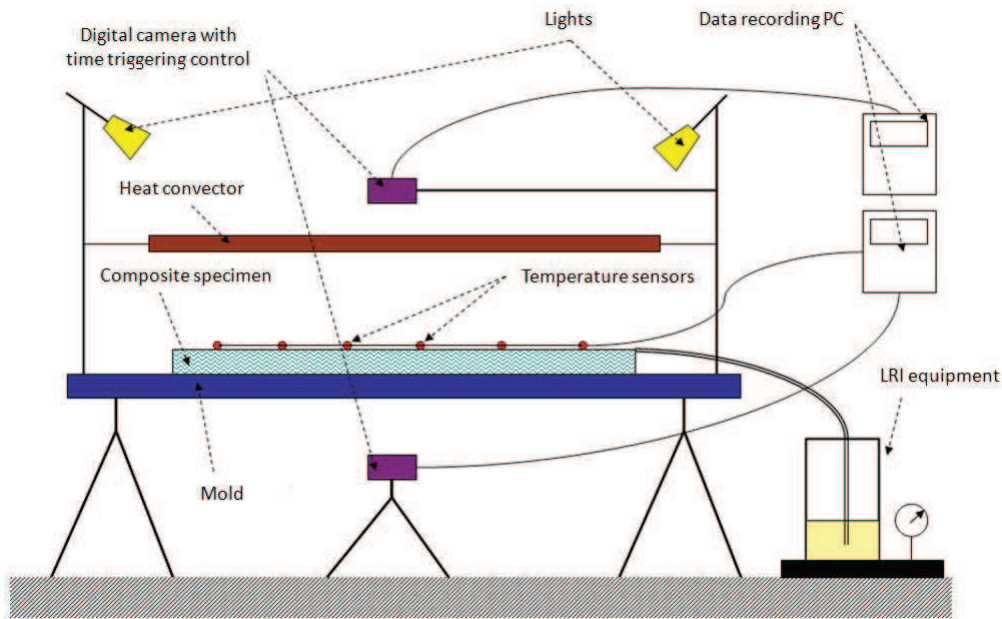 Lights
Data recording PC
Digital camera with
time triggering control
Heat convector
Composite specimen
Temperature sensors
LRI equipment
Mold